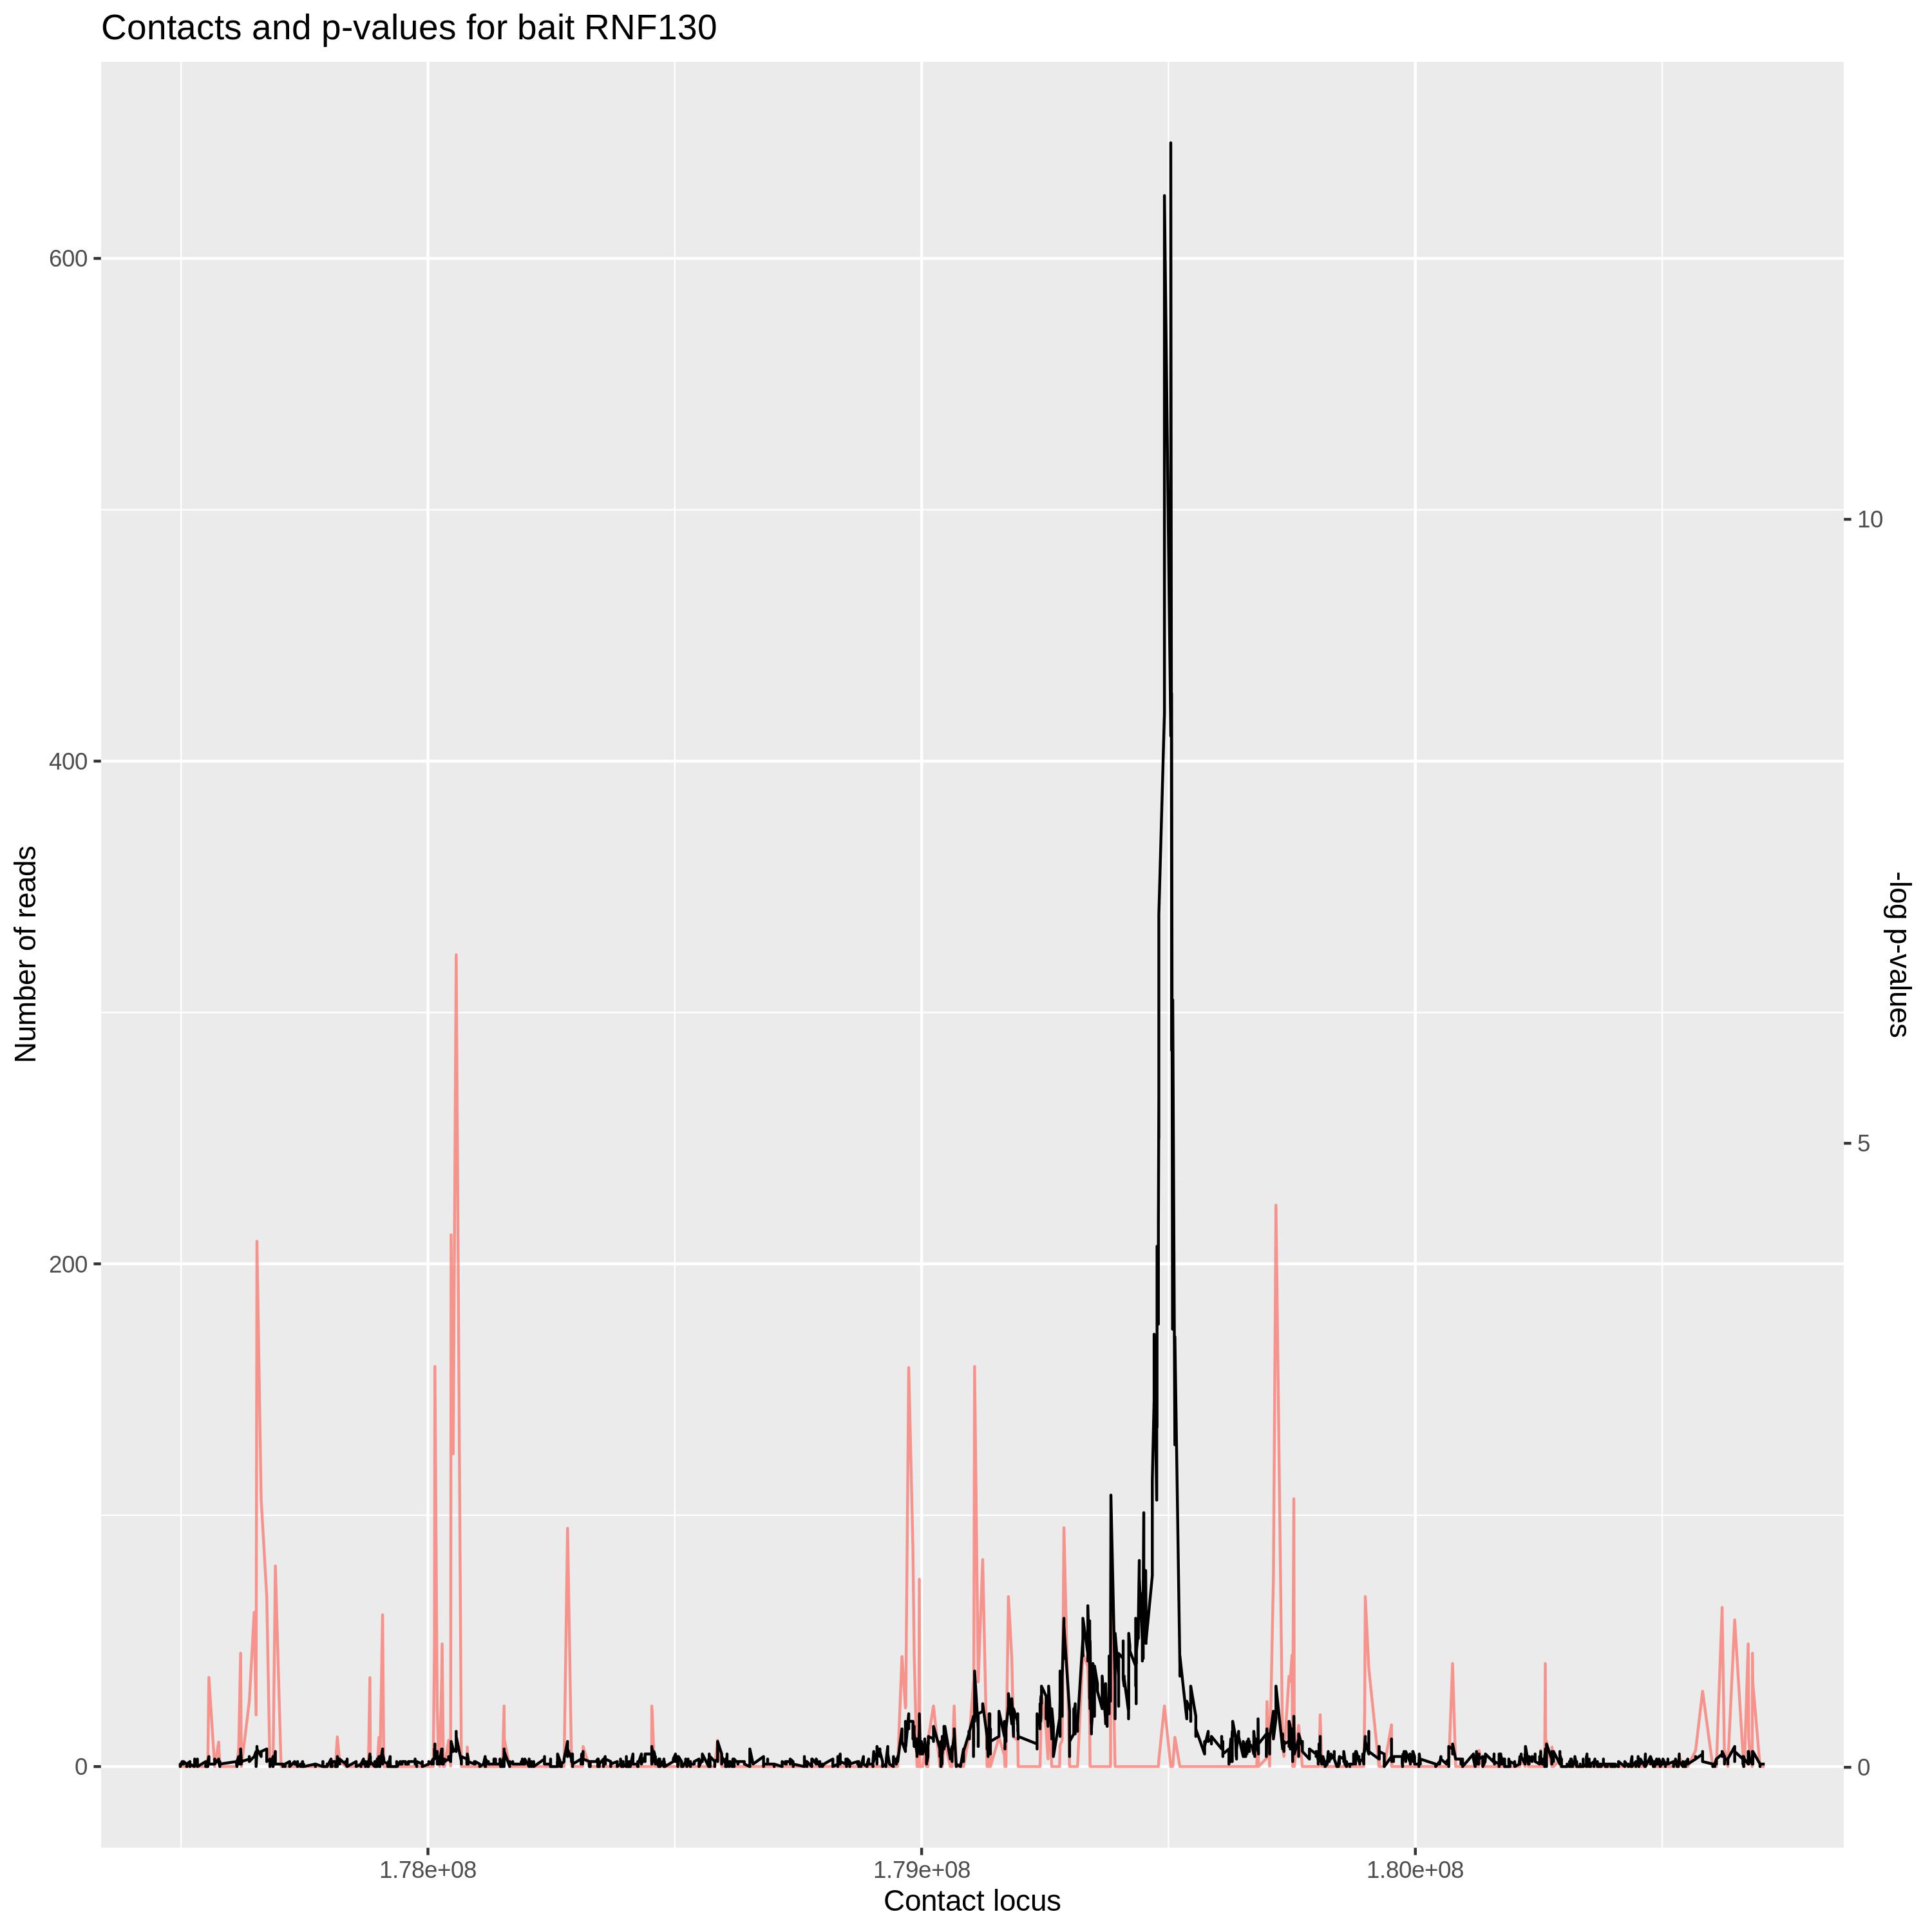 Contacts and p-values for bait RNF130
600
400
200
0
Number of reads
10
5
0
-log p-values
1.78e+08
1.79e+08
1.80e+08
Contact locus